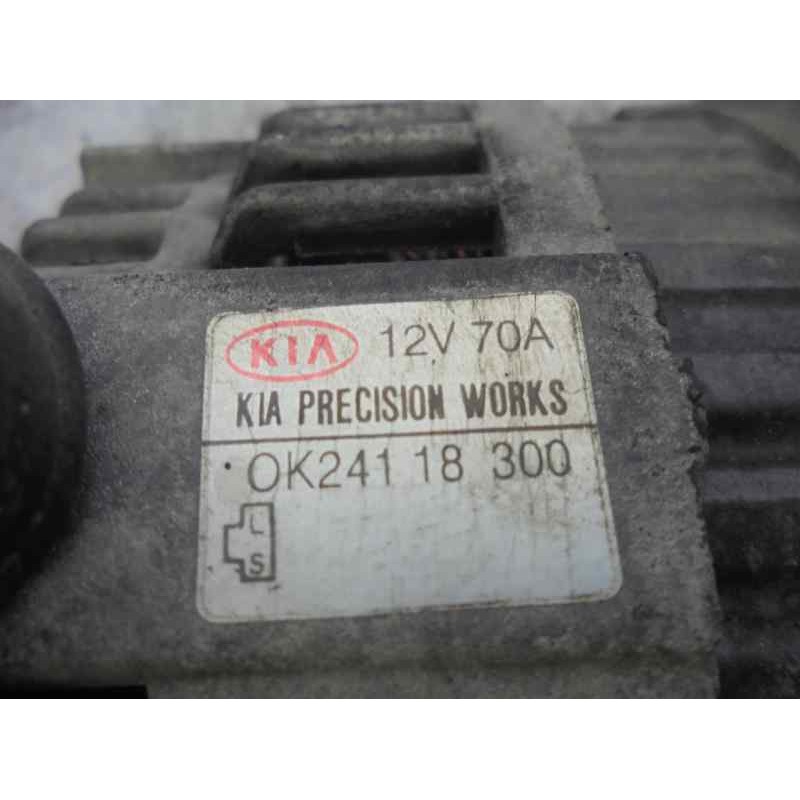 KIA 12V 70A
KIA PRECISION WORKS
OK241 18 300
L
S